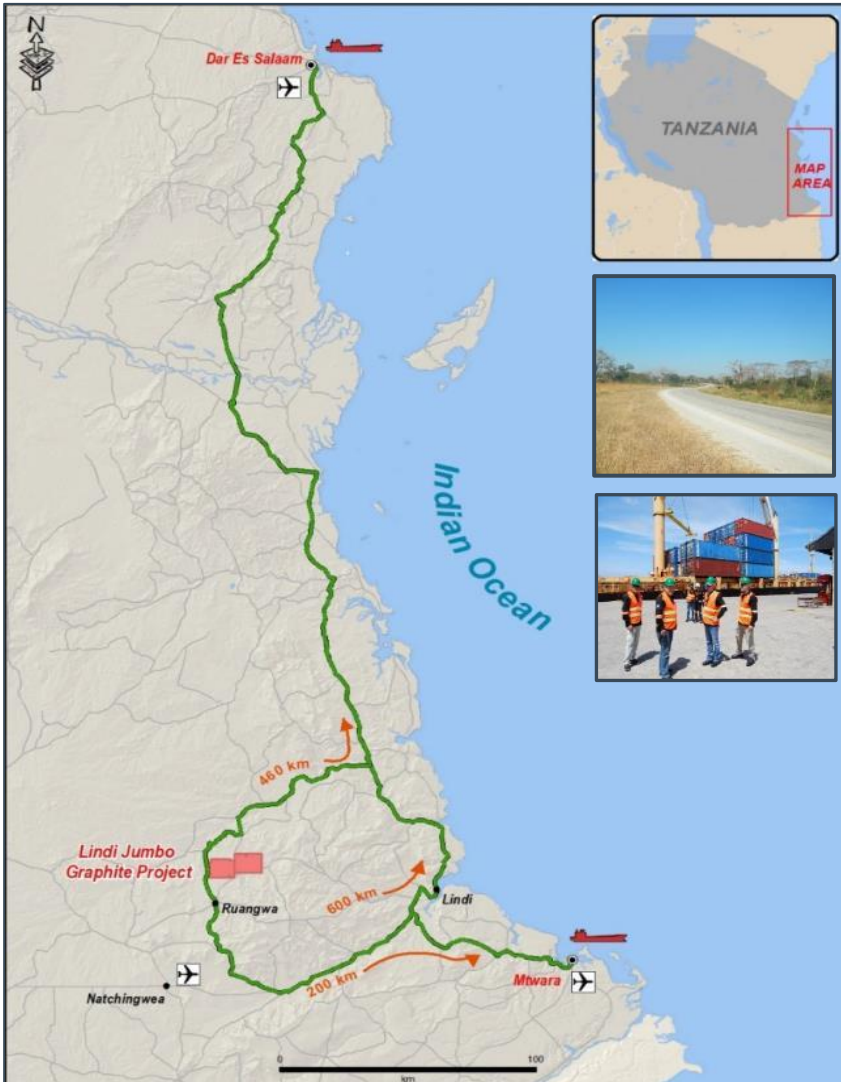 N
Dar Es Salaam
TANZANIA
MAP
AREA
Indian Ocean
460 km
Lindi Jumbo
Graphite Project
600 km
Lindi
Ruangwa
200 km
Mtwara
Natchingwea
0
100
km